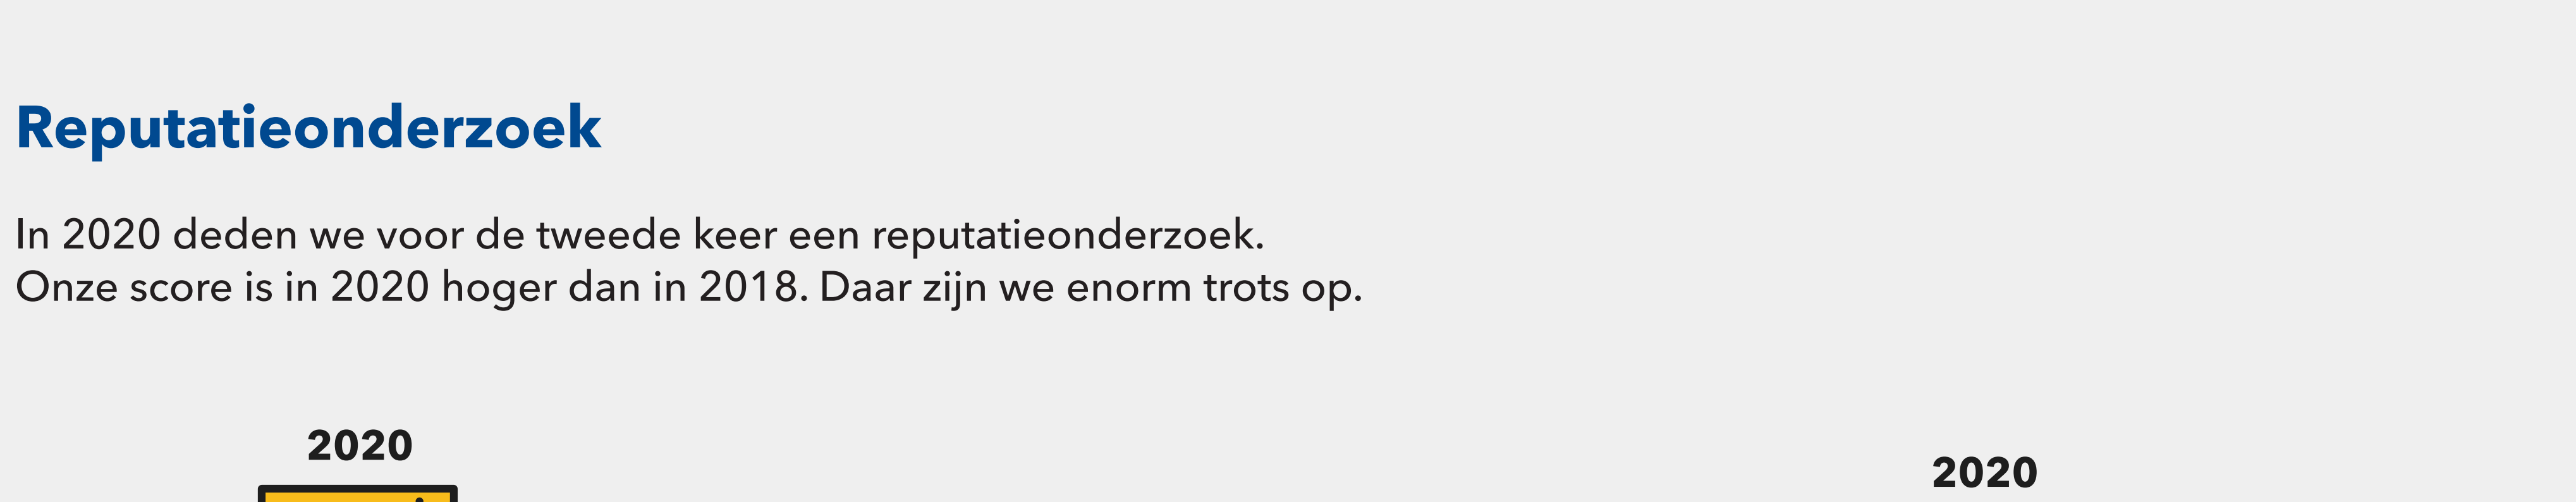 Reputatieonderzoek
In 2020 deden we voor de tweede keer een reputatieonderzoek.
Onze score is in 2020 hoger dan in 2018. Daar zijn we enorm trots op.
2020
2020